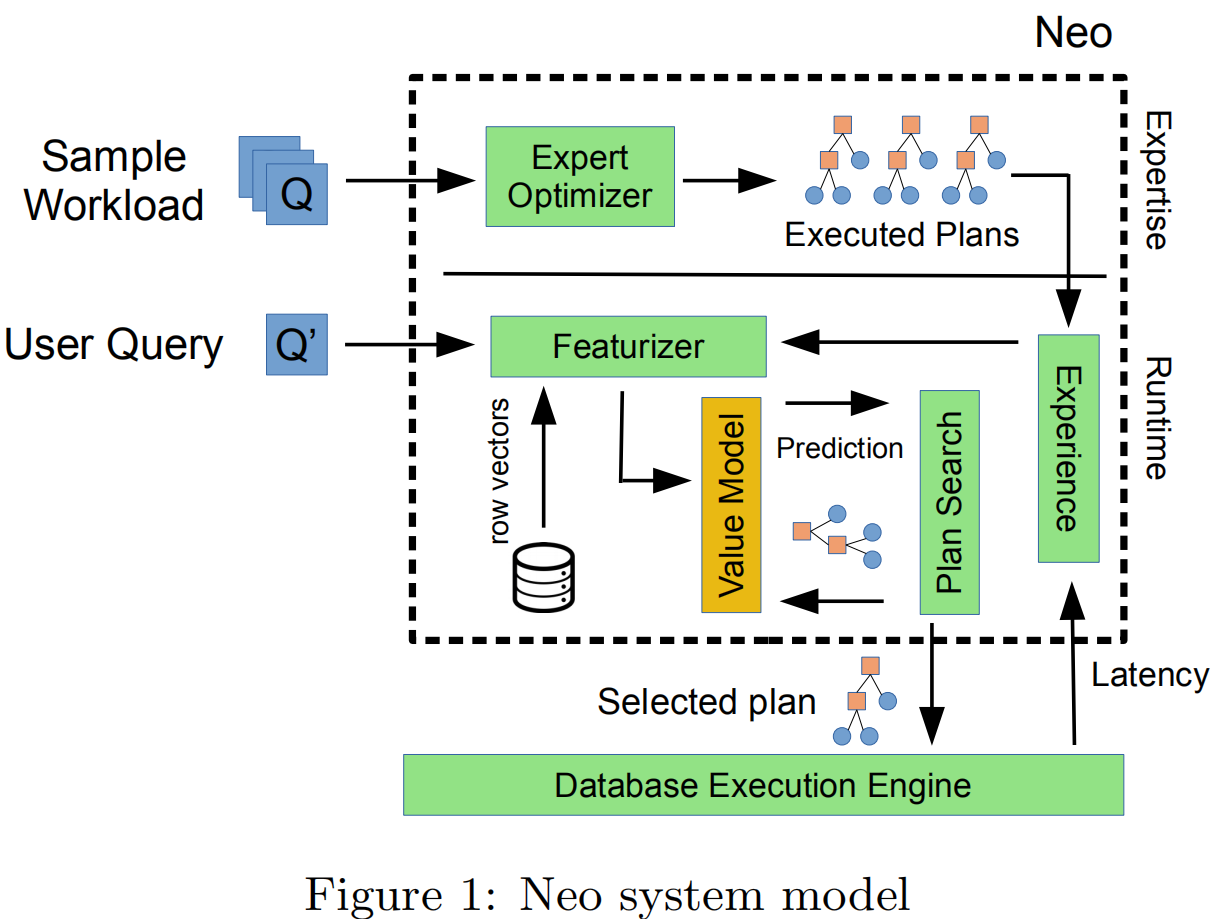 Neo
Sample
Workload
Q
Expert
Optimizer
Executed Plans
Expertise
User Query
Q’
Featurizer
Runtime
row vectors
Value Model
Prediction
Plan Search
Experience
Selected plan
Latency
Database Execution Engine
Figure 1: Neo system model